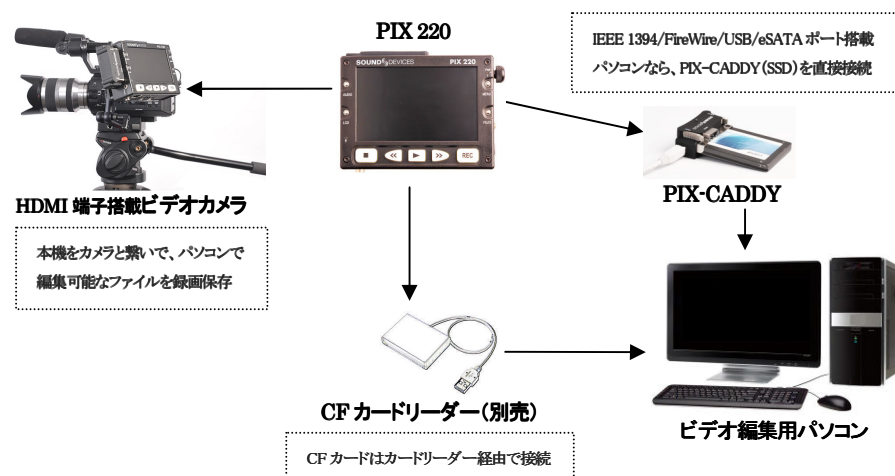 PIX 220
IEEE 1394/FireWire/USB/eSATA ポート搭載
パソコンなら、PIX-CADDY(SSD)を直接接続
SOUND DEVICES PIX 220
REC
PIX-CADDY
HDMI 端子搭載ビデオカメラ
本機をカメラと繋いで、パソコンで
編集可能なファイルを録画保存
CF カードリーダー(別売)
CF カードはカードリーダー経由で接続
ビデオ編集用パソコン